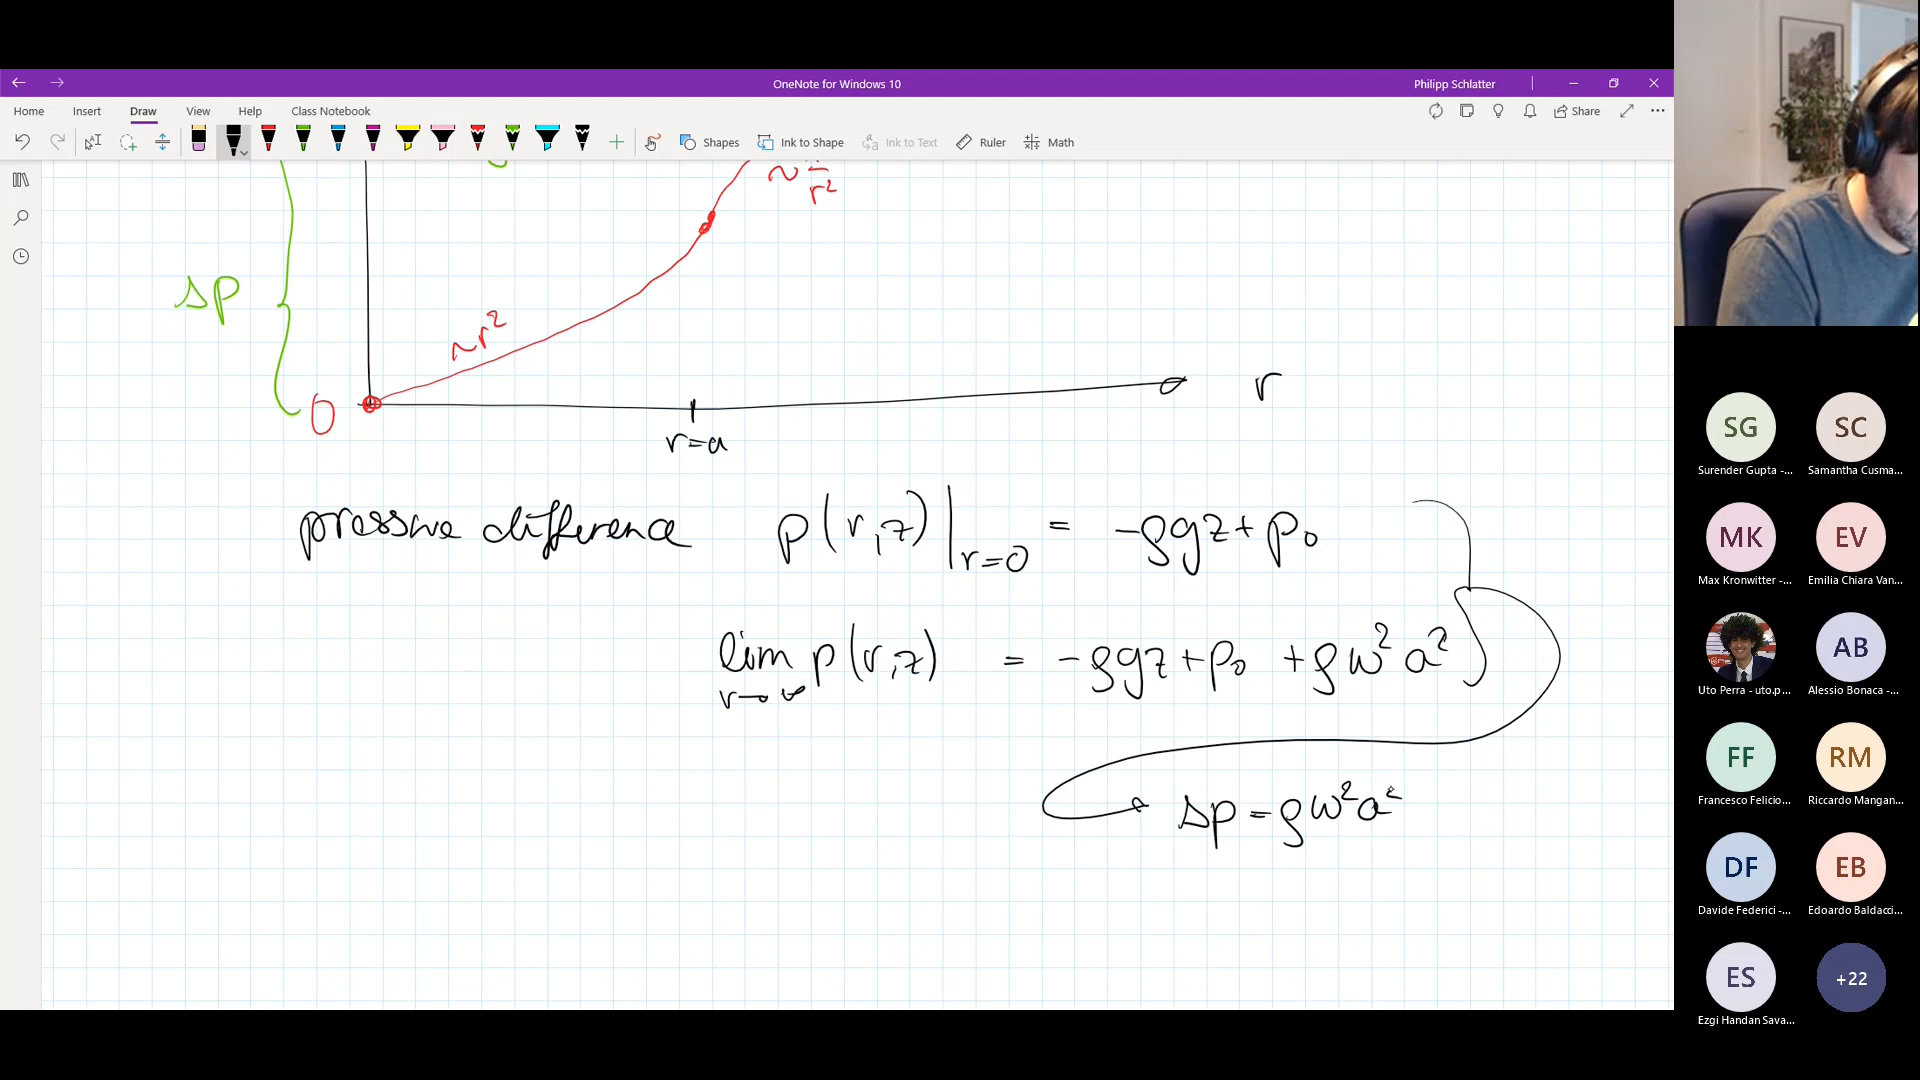 OneNote for Windows 10
Philipp Schlatter
Home Insert Draw View Help Class Notebook
Share
Shapes Ink to Shape Ink to Text Ruler Math
r²
Δp
~r²
0
r
r=a
pressure difference p(r,z)|r=0 = -ρgz+p₀
lim r→∞ p(r,z) = -ρgz+p₀ +ρω²a²
Δp=ρω²a²
SG
Surender Gupta -...
SC
Samantha Cusma...
MK
Max Kronwitter -...
EV
Emilia Chiara Van...
Uto Perra - uto.p...
AB
Alessio Bonaca -...
FF
Francesco Felicio...
RM
Riccardo Mangan...
DF
Davide Federici -...
EB
Edoardo Baldacci...
ES
Ezgi Handan Sava...
+22